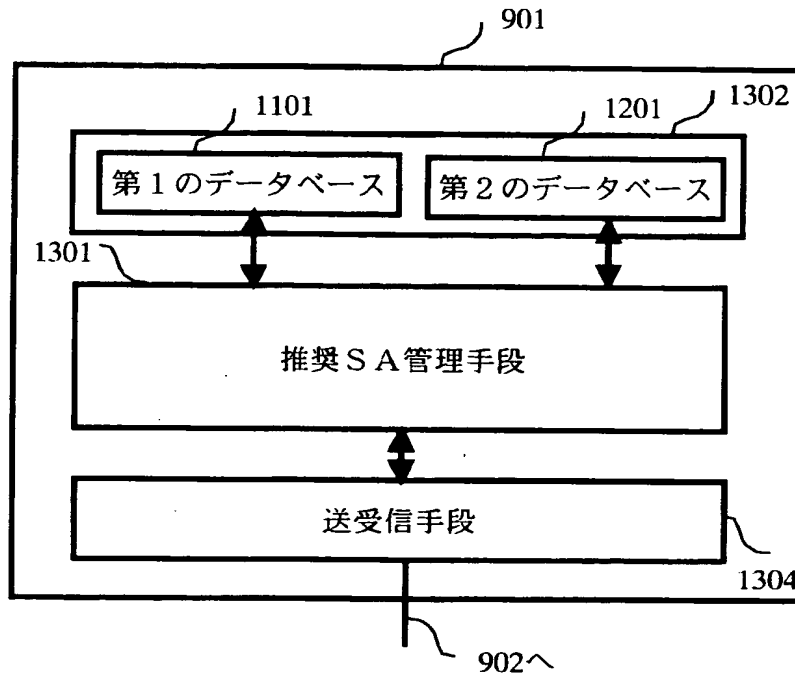 901
1101
1201
1302
第1のデータベース
第2のデータベース
1301
推奨SA管理手段
送受信手段
1304
902へ